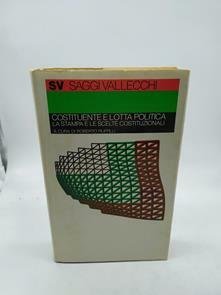 SV SAGGI VALLECCHI
COSTITUENTE E LOTTA POLITICA
LA STAMPA E LE SCELTE COSTITUZIONALI
A CURA DI ROBERTO RUFFILLI